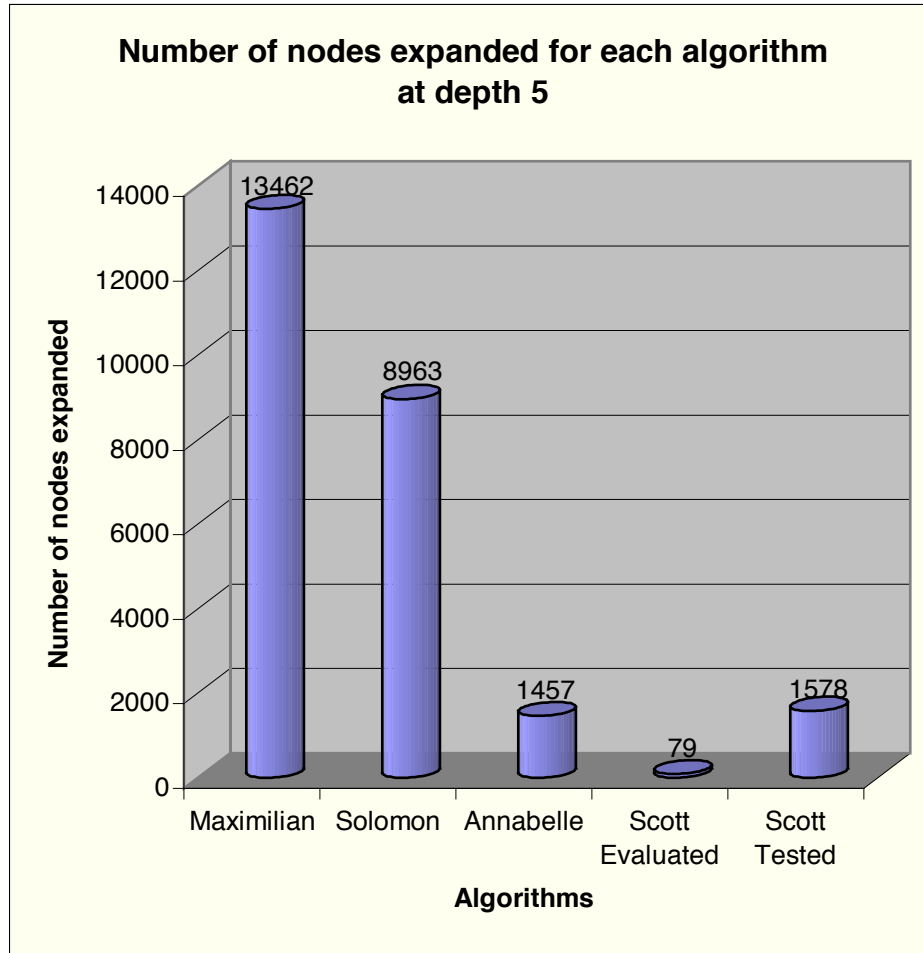 Number of nodes expanded for each algorithm
at depth 5
14000
12000
10000
8000
6000
4000
2000
0
Number of nodes expanded
13462
8963
1457
79
1578
Maximilian
Solomon
Annabelle
Scott
Evaluated
Scott
Tested
Algorithms